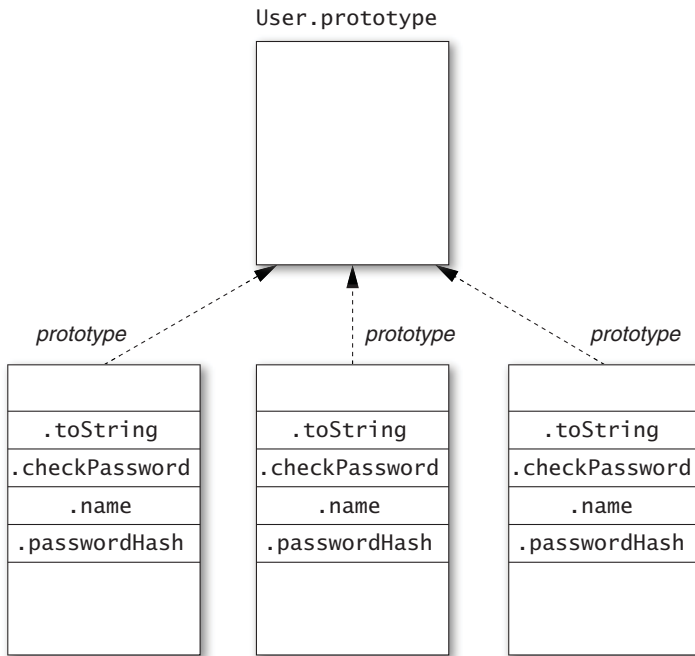 User.prototype
prototype
prototype
prototype
.toString
.toString
.toString
.checkPassword
.checkPassword
.checkPassword
.name
.name
.name
.passwordHash
.passwordHash
.passwordHash